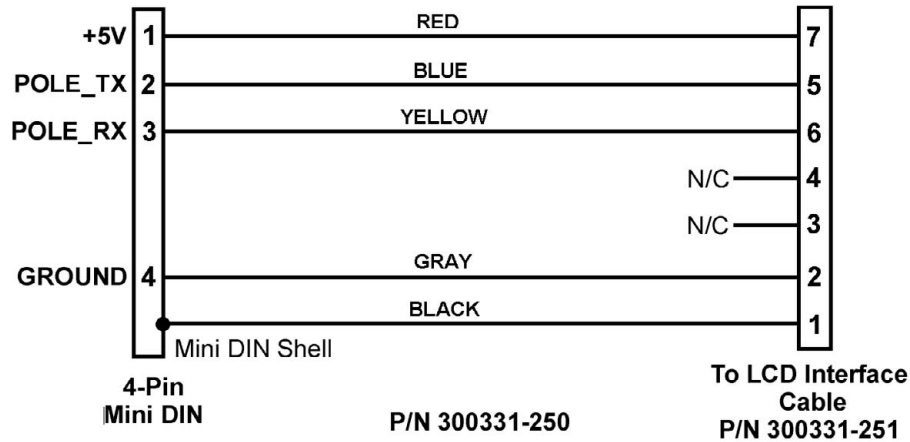 RED
+5V 1 7
BLUE
POLE_TX 2 5
YELLOW
POLE_RX 3 6
N/C 4
N/C 3
GRAY
GROUND 4 2
BLACK
1
Mini DIN Shell
4-Pin
Mini DIN
P/N 300331-250
To LCD Interface
Cable
P/N 300331-251